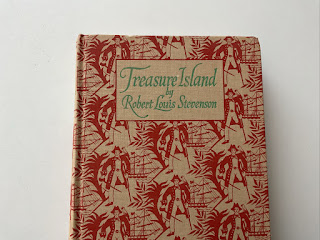 Treasure Island
by
Robert Louis Stevenson